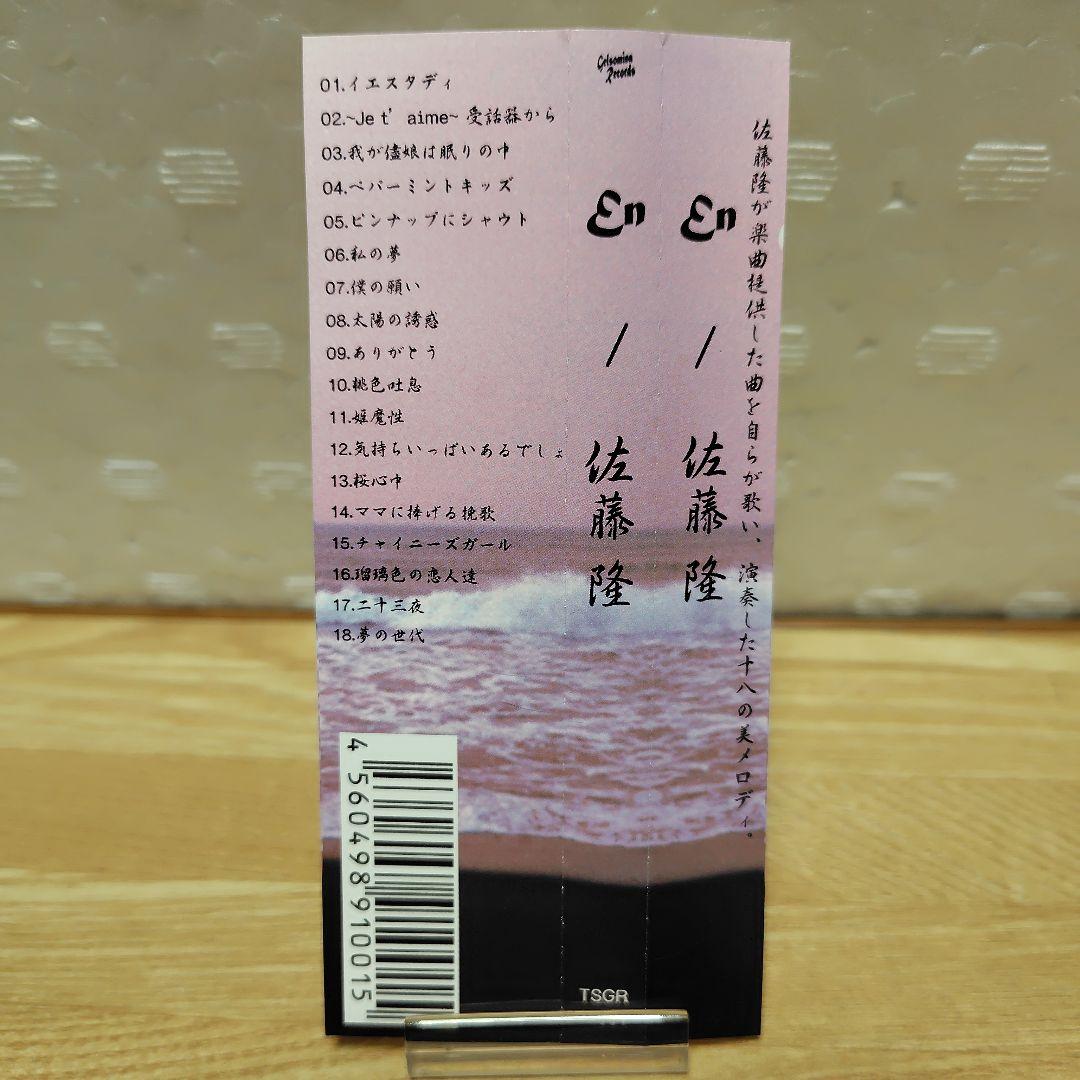 佐藤隆が楽曲提供した曲を自らが歌い、演奏した十八の美メロディ。
En / 佐藤隆
Gelsomina Records
En / 佐藤隆
TSGR
01.イエスタディ
02.~Je t' aime~ 受話器から
03.我が儘娘は眠りの中
04.ペパーミントキッズ
05.ピンナップにシャウト
06.私の夢
07.僕の願い
08.太陽の誘惑
09.ありがとう
10.桃色吐息
11.姫魔性
12.気持ちいっぱいあるでしょ
13.桜心中
14.ママに捧げる挽歌
15.チャイニーズガール
16.瑠璃色の恋人達
17.二十三夜
18.夢の世代
4560498910015